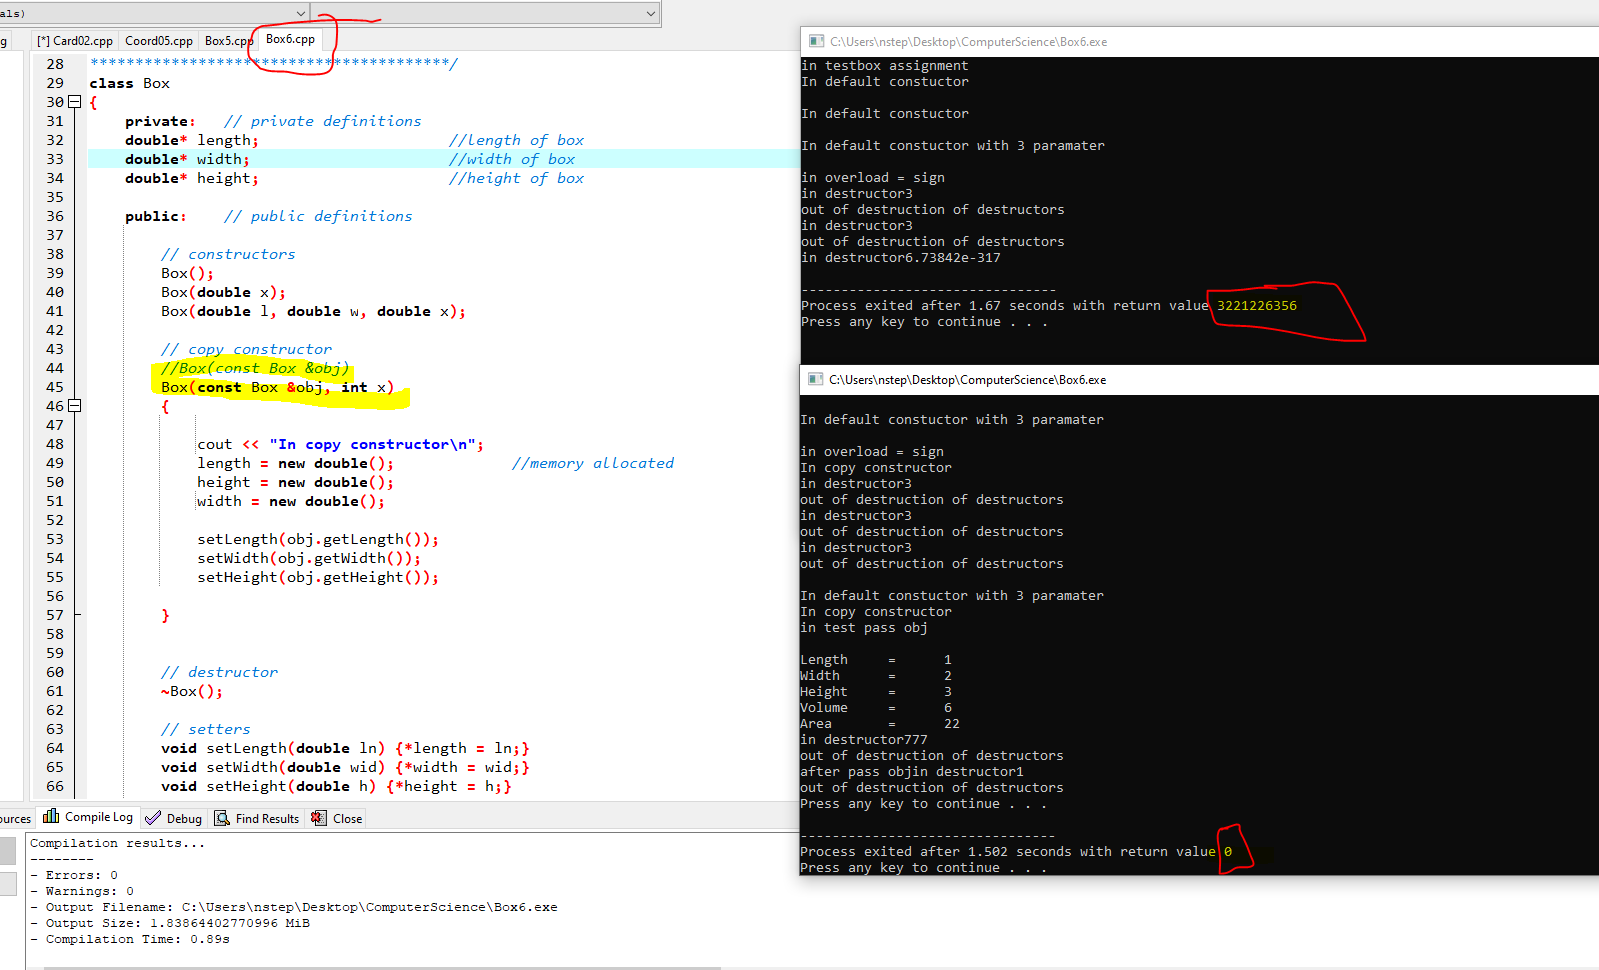 als)
g
[*] Card02.cpp Coord05.cpp Box5.cpp Box6.cpp
28 ****************************************/
29 class Box
30 {
31 private: // private definitions
32 double* length; //length of box
33 double* width; //width of box
34 double* height; //height of box
35
36 public: // public definitions
37
38 // constructors
39 Box();
40 Box(double x);
41 Box(double l, double w, double x);
42
43 // copy constructor
44 //Box(const Box &obj)
45 Box(const Box &obj, int x)
46 {
47
48 cout << "In copy constructor\n";
49 length = new double(); //memory allocated
50 height = new double();
51 width = new double();
52
53 setLength(obj.getLength());
54 setWidth(obj.getWidth());
55 setHeight(obj.getHeight());
56
57 }
58
59
60 // destructor
61 ~Box();
62
63 // setters
64 void setLength(double ln) {*length = ln;}
65 void setWidth(double wid) {*width = wid;}
66 void setHeight(double h) {*height = h;}
ources Compile Log Debug Find Results Close
Compilation results...
--------
- Errors: 0
- Warnings: 0
- Output Filename: C:\Users\nstep\Desktop\ComputerScience\Box6.exe
- Output Size: 1.83864402770996 MiB
- Compilation Time: 0.89s
C:\Users\nstep\Desktop\ComputerScience\Box6.exe
in testbox assignment
In default constuctor
In default constuctor
In default constuctor with 3 paramater
in overload = sign
in destructor3
out of destruction of destructors
in destructor3
out of destruction of destructors
in destructor6.73842e-317
--------------------------------
Process exited after 1.67 seconds with return value 3221226356
Press any key to continue . . .
C:\Users\nstep\Desktop\ComputerScience\Box6.exe
In default constuctor with 3 paramater
in overload = sign
In copy constructor
in destructor3
out of destruction of destructors
in destructor3
out of destruction of destructors
in destructor3
out of destruction of destructors
In default constuctor with 3 paramater
In copy constructor
in test pass obj
Length = 1
Width = 2
Height = 3
Volume = 6
Area = 22
in destructor777
out of destruction of destructors
after pass objin destructor1
out of destruction of destructors
Press any key to continue . . .
--------------------------------
Process exited after 1.502 seconds with return value 0
Press any key to continue . . .